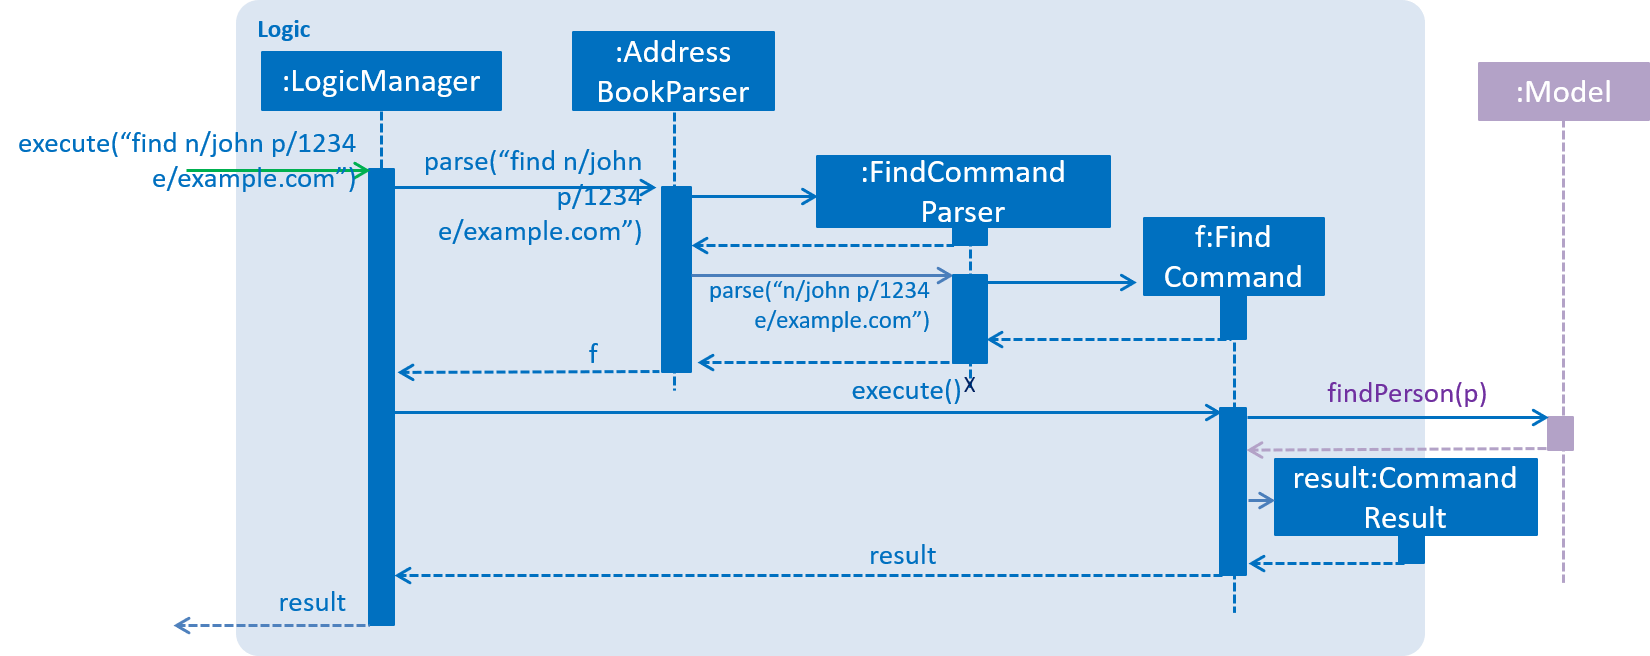 Logic
:LogicManager
:Address
BookParser
:Model
execute(“find n/john p/1234
e/example.com”)
parse(“find n/john
p/1234
e/example.com”)
:FindCommand
Parser
f:Find
Command
parse(“n/john p/1234
e/example.com”)
f
execute()
X
findPerson(p)
result:Command
Result
result
result